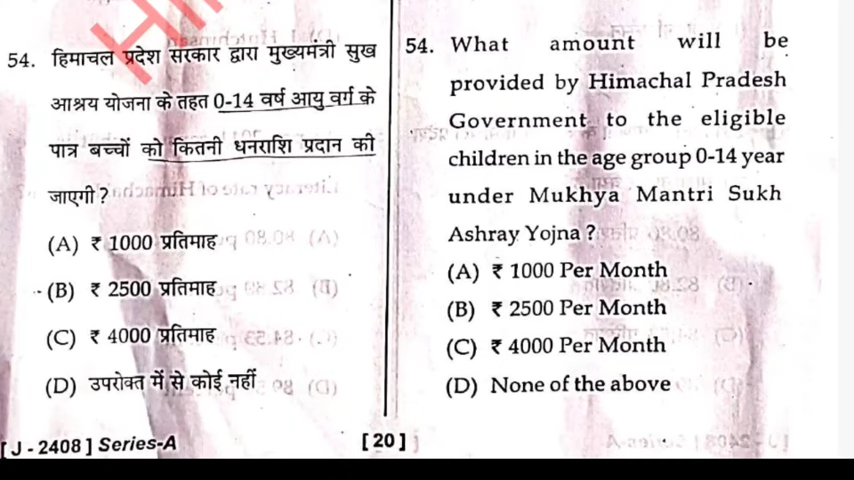 54. हिमाचल प्रदेश सरकार द्वारा मुख्यमंत्री सुख
आश्रय योजना के तहत 0-14 वर्ष आयु वर्ग के
पात्र बच्चों को कितनी धनराशि प्रदान की
जाएगी ?
(A) ₹ 1000 प्रतिमाह
(B) ₹ 2500 प्रतिमाह
(C) ₹ 4000 प्रतिमाह
(D) उपरोक्त में से कोई नहीं
54. What amount will be
provided by Himachal Pradesh
Government to the eligible
children in the age group 0-14 year
under Mukhya Mantri Sukh
Ashray Yojna ?
(A) ₹ 1000 Per Month
(B) ₹ 2500 Per Month
(C) ₹ 4000 Per Month
(D) None of the above
[ J - 2408 ] Series-A
[ 20 ]